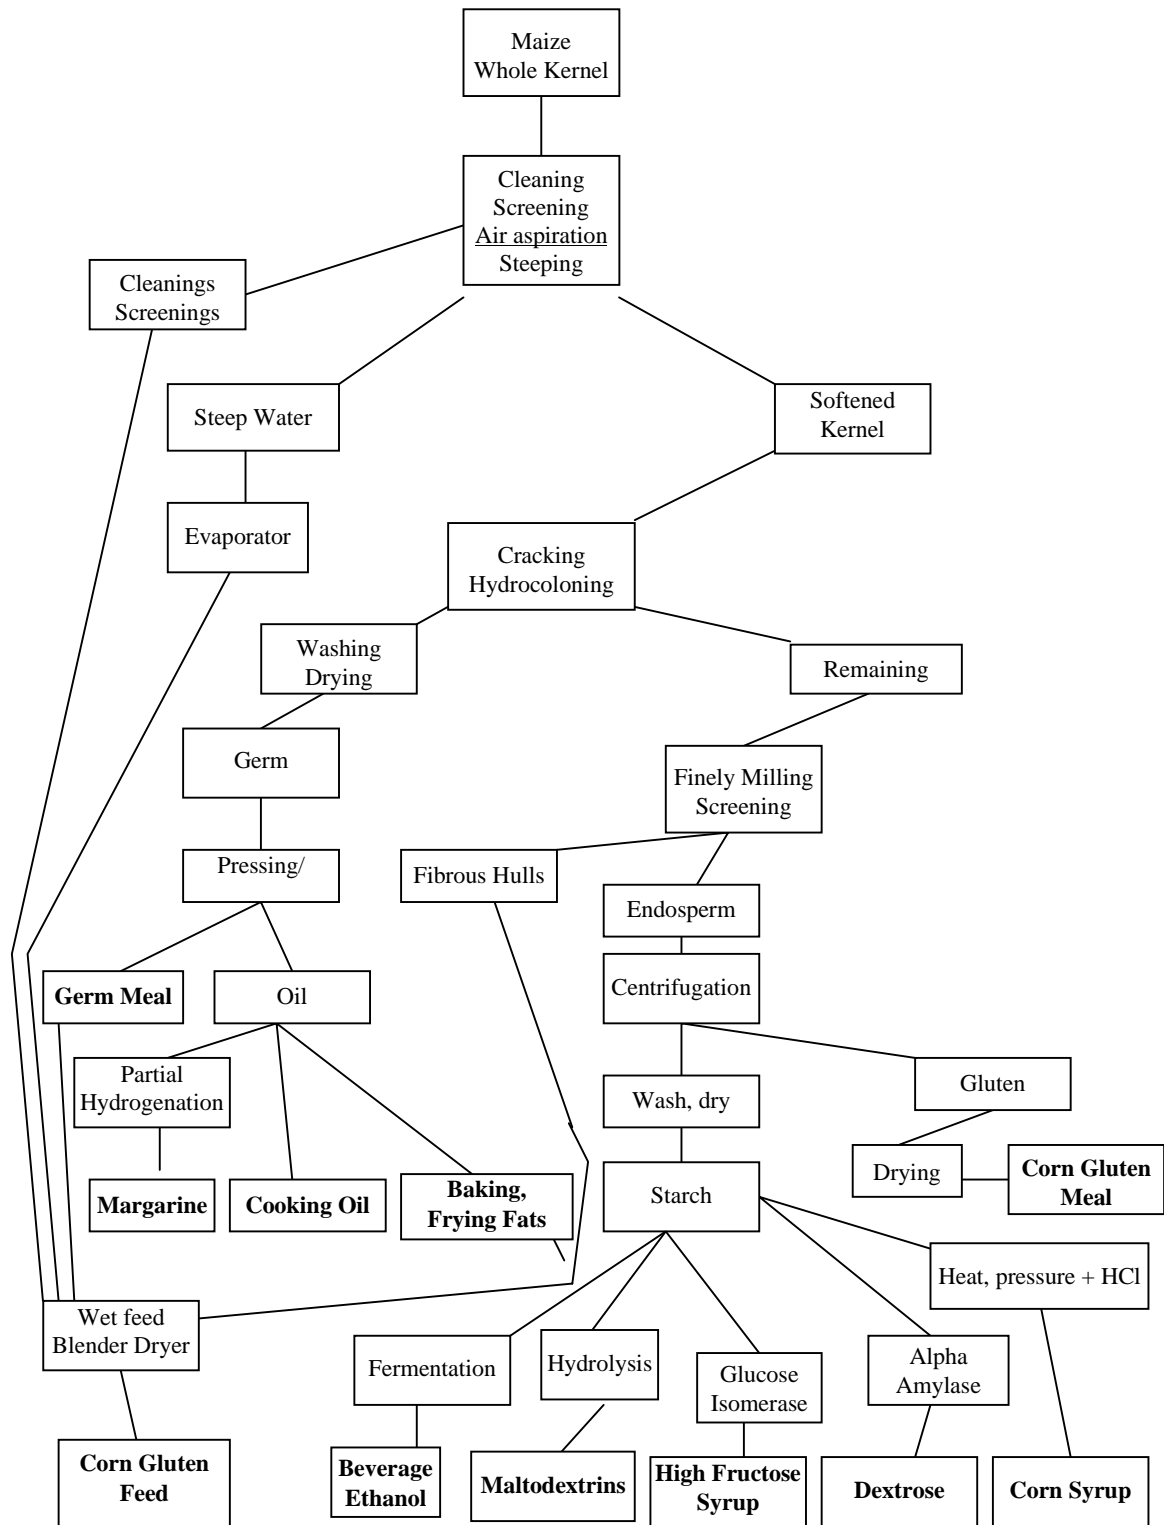 Maize
Whole Kernel
Cleaning
Screening
Air aspiration
Steeping
Cleanings
Screenings
Steep Water
Softened
Kernel
Evaporator
Cracking
Hydrocoloning
Washing
Drying
Remaining
Germ
Finely Milling
Screening
Pressing/
Fibrous Hulls
Endosperm
Germ Meal
Oil
Centrifugation
Partial
Hydrogenation
Wash, dry
Gluten
Margarine
Cooking Oil
Baking,
Frying Fats
Starch
Drying
Corn Gluten
Meal
Heat, pressure + HCl
Wet feed
Blender Dryer
Fermentation
Hydrolysis
Glucose
Isomerase
Alpha
Amylase
Corn Gluten
Feed
Beverage
Ethanol
Maltodextrins
High Fructose
Syrup
Dextrose
Corn Syrup